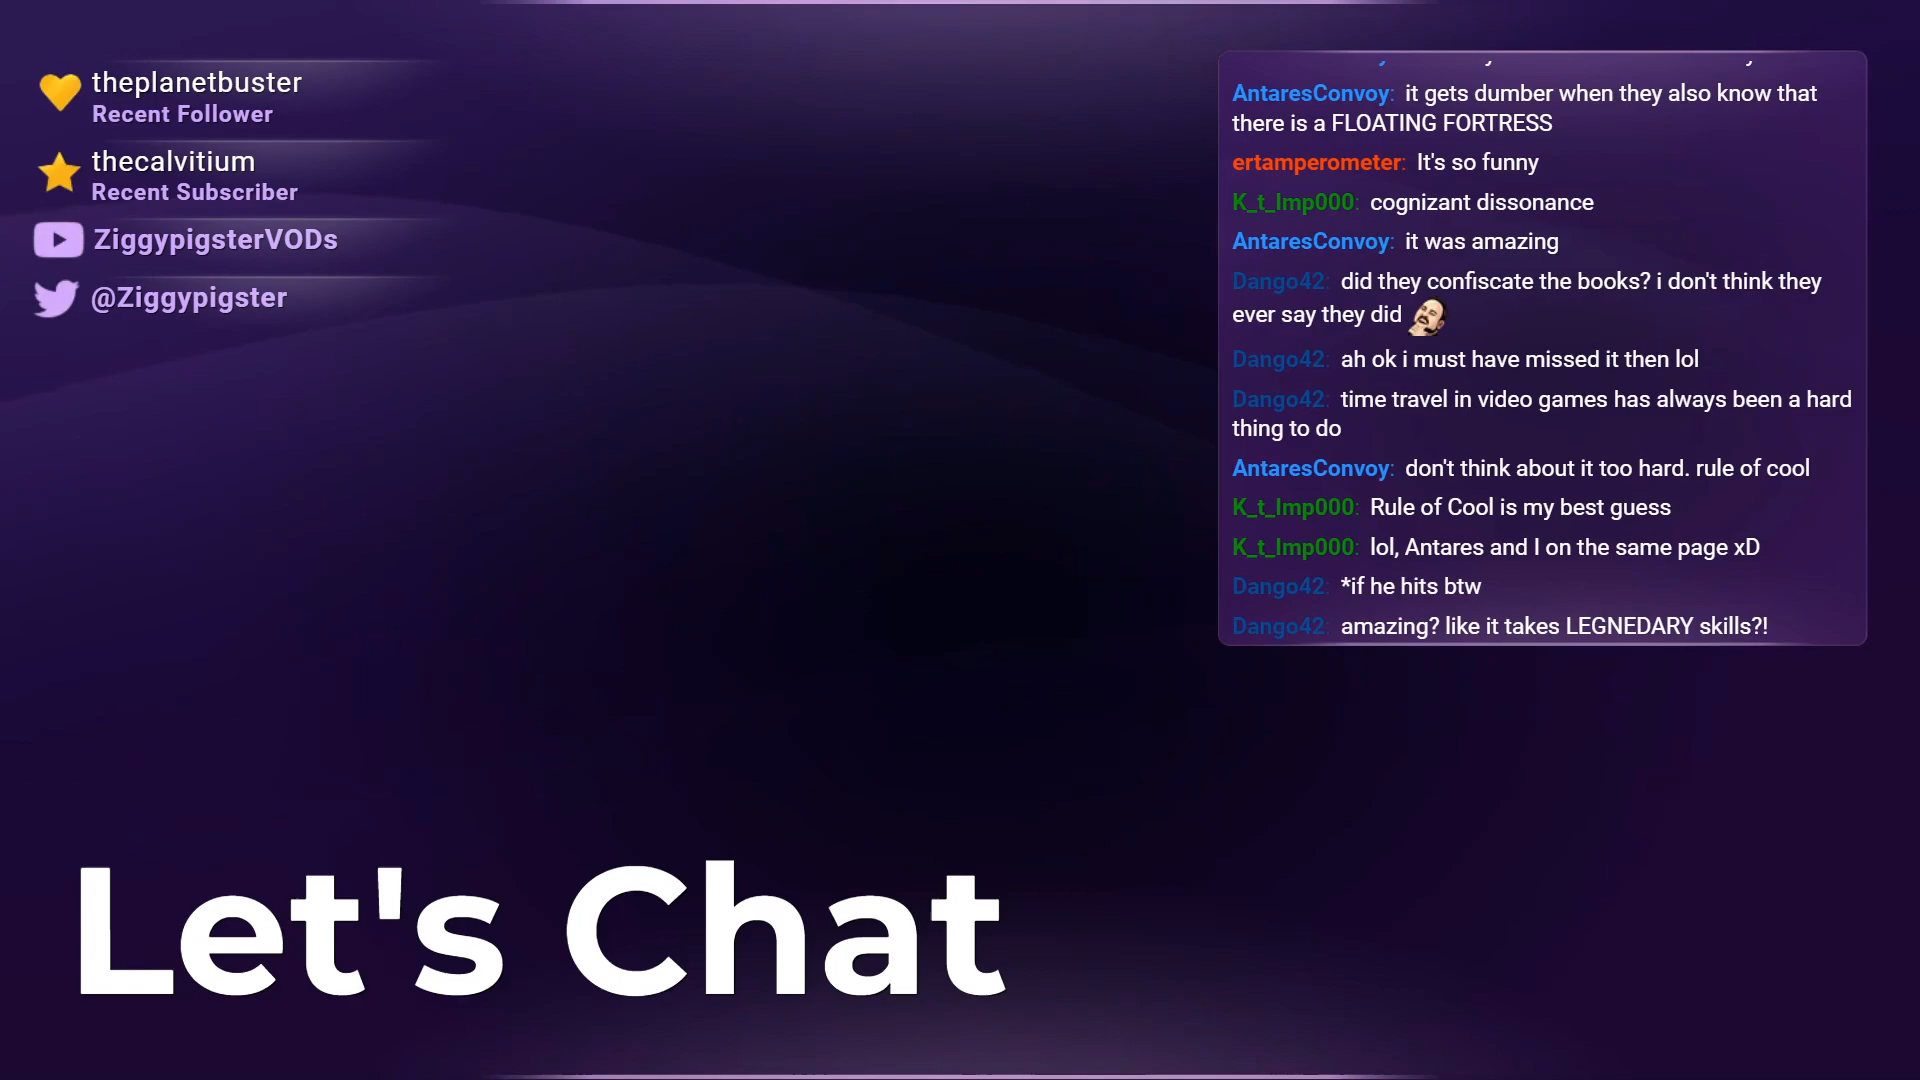 theplanetbuster
Recent Follower
thecalvitium
Recent Subscriber
ZiggypigsterVODs
@Ziggypigster
AntaresConvoy: it gets dumber when they also know that
there is a FLOATING FORTRESS
ertamperometer: It's so funny
K_t_Imp000: cognizant dissonance
AntaresConvoy: it was amazing
Dango42: did they confiscate the books? i don't think they
ever say they did
Dango42: ah ok i must have missed it then lol
Dango42: time travel in video games has always been a hard
thing to do
AntaresConvoy: don't think about it too hard. rule of cool
K_t_Imp000: Rule of Cool is my best guess
K_t_Imp000: lol, Antares and I on the same page xD
Dango42: *if he hits btw
Dango42: amazing? like it takes LEGNEDARY skills?!
Let's Chat